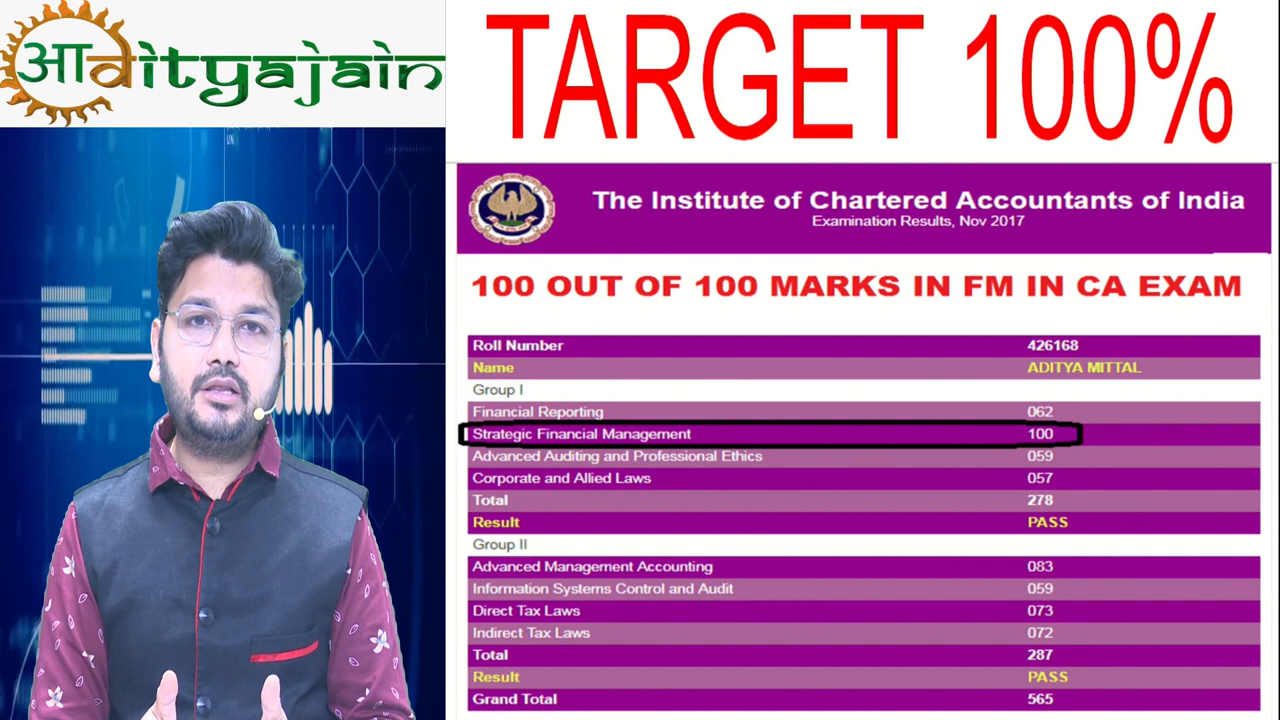 आdityajain
TARGET 100%
The Institute of Chartered Accountants of India
Examination Results, Nov 2017
100 OUT OF 100 MARKS IN FM IN CA EXAM
Roll Number 426168
Name ADITYA MITTAL
Group I
Financial Reporting 062
Strategic Financial Management 100
Advanced Auditing and Professional Ethics 059
Corporate and Allied Laws 057
Total 278
Result PASS
Group II
Advanced Management Accounting 083
Information Systems Control and Audit 059
Direct Tax Laws 073
Indirect Tax Laws 072
Total 287
Result PASS
Grand Total 565